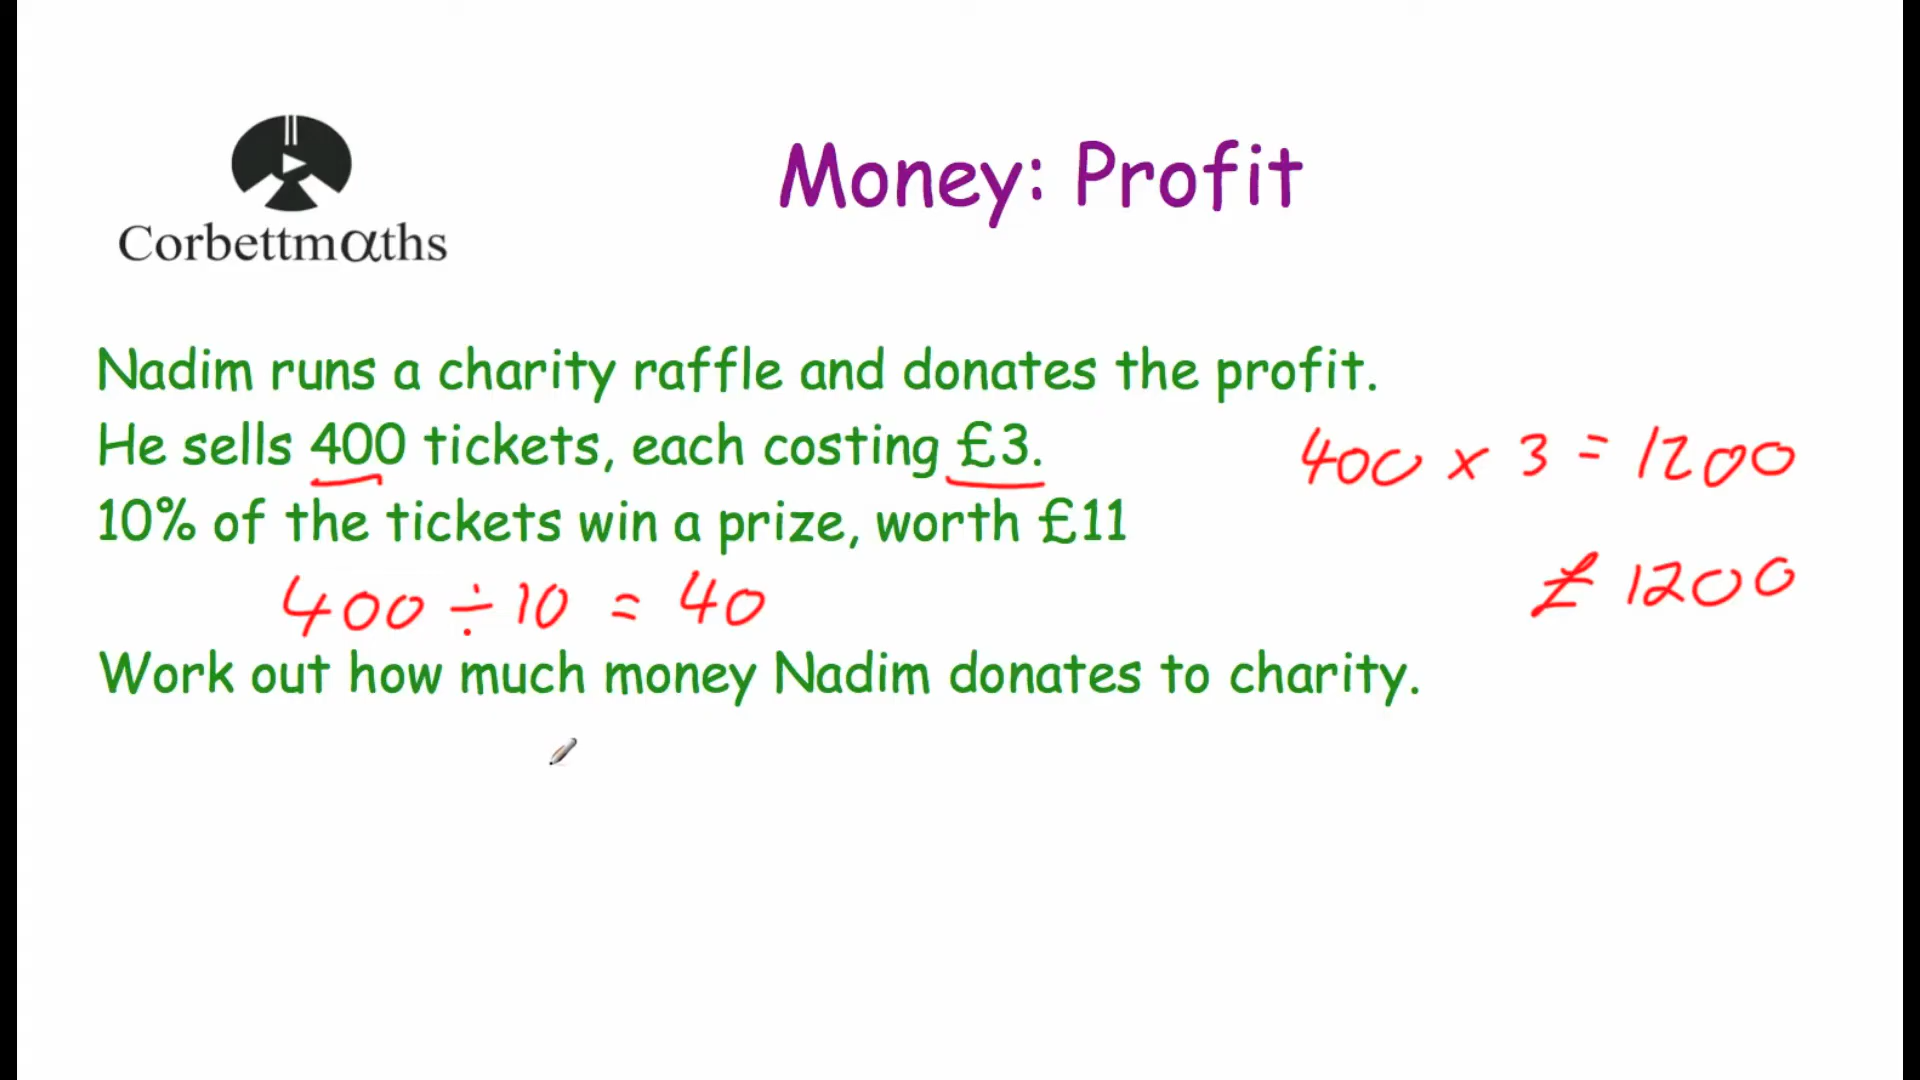 Money: Profit
Corbettmαths
Nadim runs a charity raffle and donates the profit.
He sells 400 tickets, each costing £3.
400 × 3 = 1200
10% of the tickets win a prize, worth £11
£1200
400 ÷ 10 = 40
Work out how much money Nadim donates to charity.